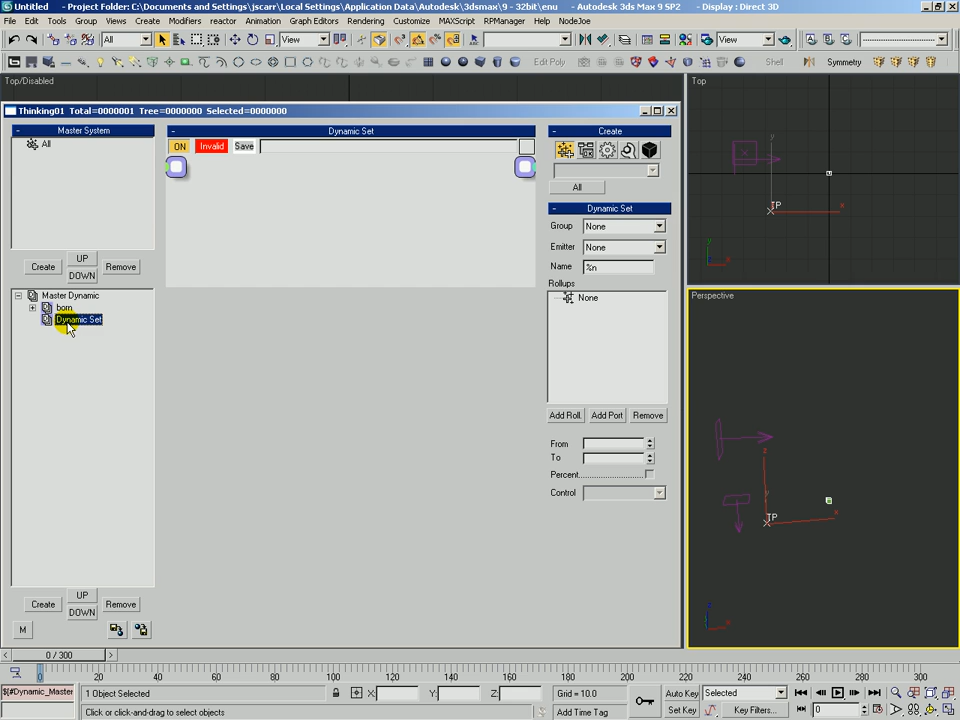 Untitled - Project Folder: C:\Documents and Settings\jscarr\Local Settings\Application Data\Autodesk\3dsmax\9 - 32bit\enu - Autodesk 3ds Max 9 SP2 - Display : Direct 3D
File Edit Tools Group Views Create Modifiers reactor Animation Graph Editors Rendering Customize MAXScript RPManager Help NodeJoe
All View View
Edit Poly Shell Symmetry
Top/Disabled
Top
Thinking01 Total=0000001 Tree=0000000 Selected=0000000
- Master System
- Dynamic Set
- Create
All
ON Invalid Save
All
- Dynamic Set
Group None
Emitter None
Name %n
Rollups
None
UP
Create Remove
DOWN
Master Dynamic
born
Dynamic Set
Perspective
Add Roll. Add Port Remove
From
To
Percent
Control
UP
Create Remove
DOWN
M
x
y
TP
x
y
x
z
y
TP
x
z
x
< 0 / 300 >
0 20 40 60 80 100 120 140 160 180 200 220 240 260 280 300
$[#Dynamic_Master
1 Object Selected X: Y: Z: Grid = 10.0 Auto Key Selected
Click or click-and-drag to select objects Add Time Tag Set Key Key Filters... 0